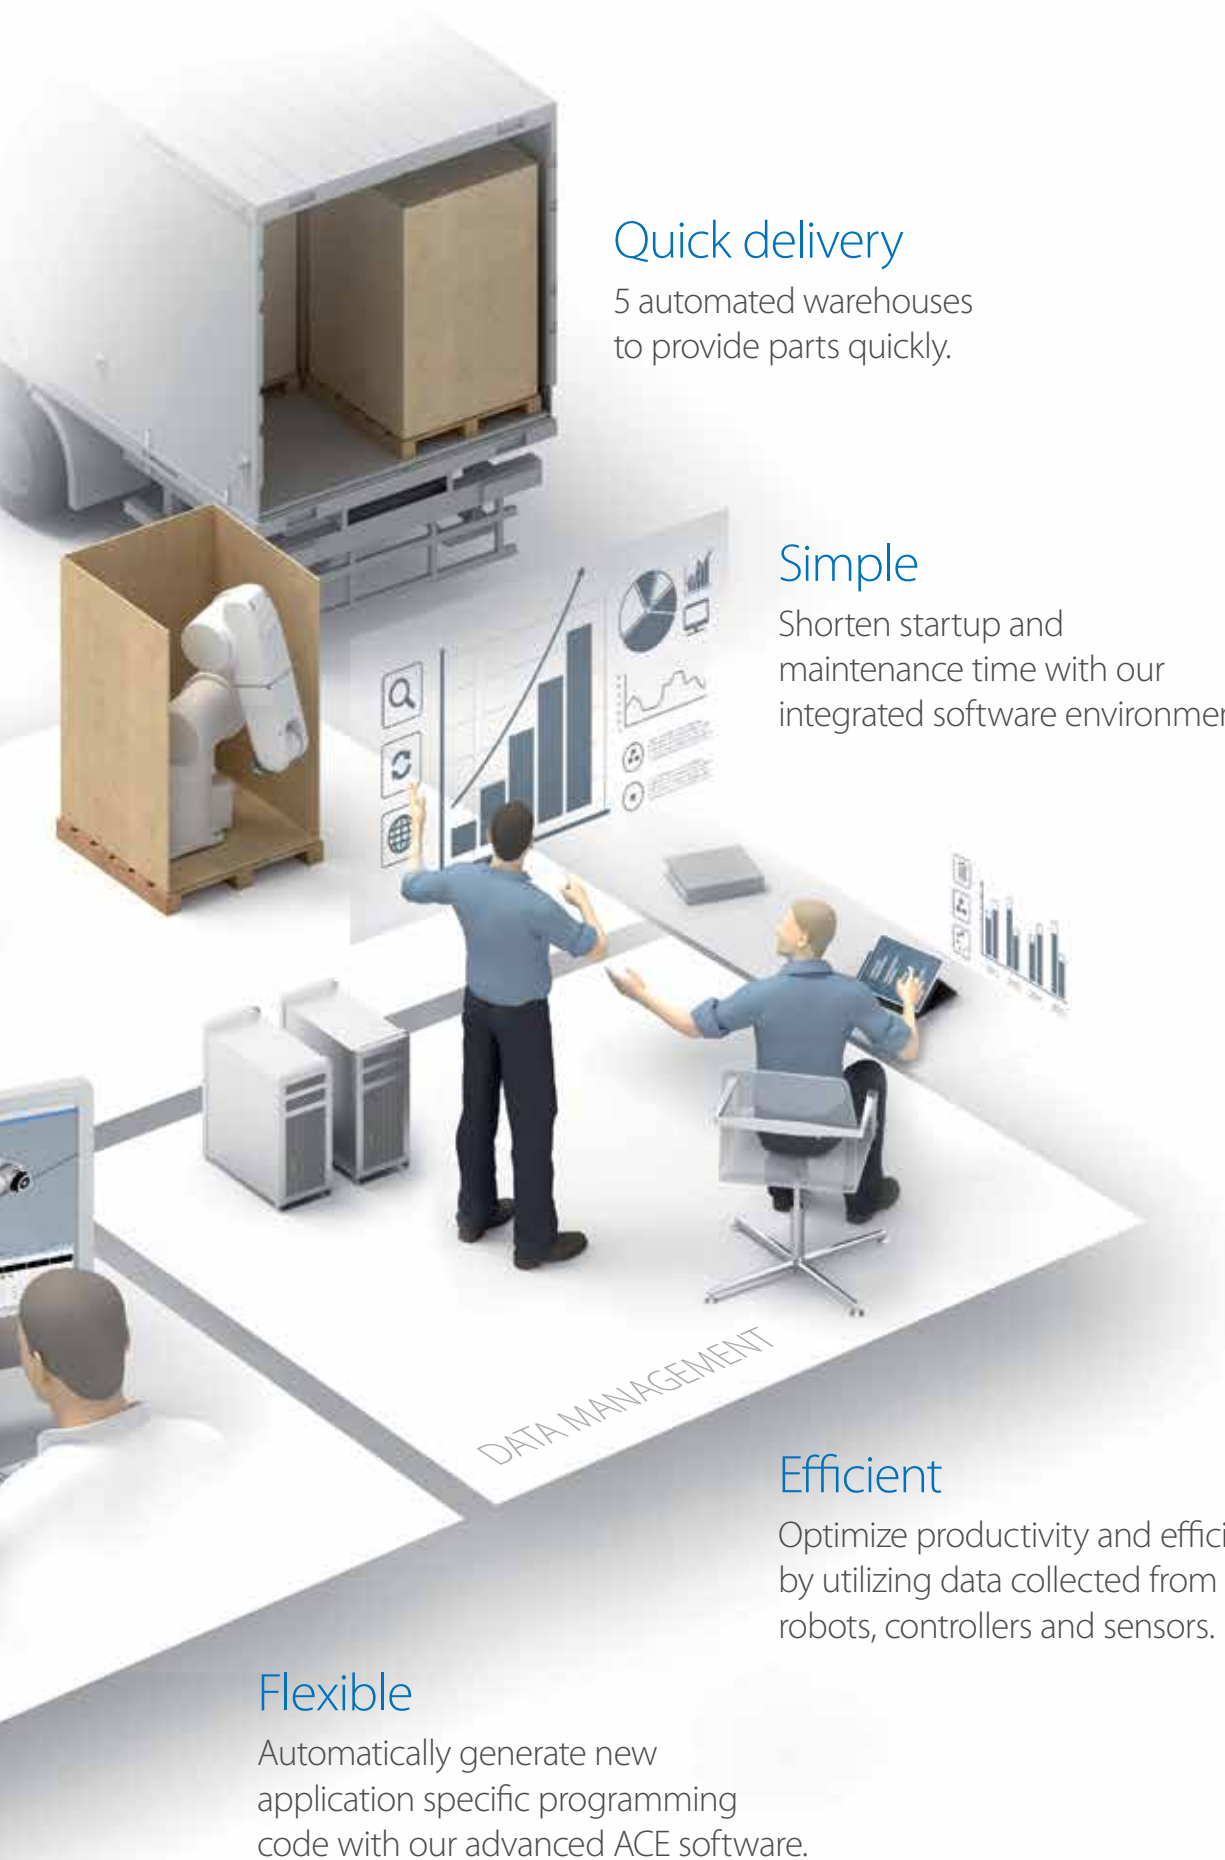 Quick delivery
5 automated warehouses
to provide parts quickly.
Simple
Shorten startup and
maintenance time with our
integrated software
DATA MANAGEMENT
Efficient
Optimize productivity and
by utilizing data collected from
robots, controllers and sensors.
Flexible
Automatically generate new
application specific programming
code with our advanced ACE software.